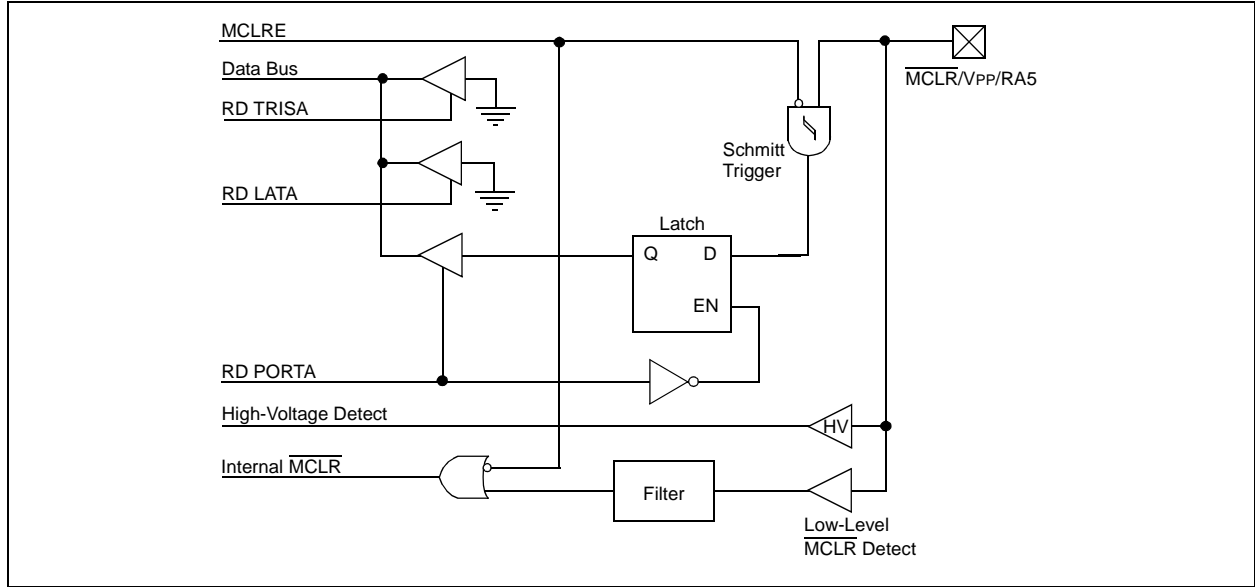 MCLRE
Data Bus
MCLR/VPP/RA5
RD TRISA
Schmitt
Trigger
RD LATA
Latch
Q D
EN
RD PORTA
High-Voltage Detect
HV
Internal MCLR
Filter
Low-Level
MCLR Detect